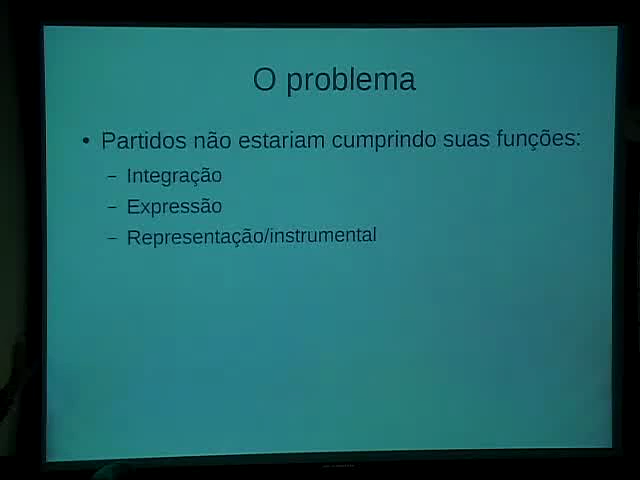 O problema
• Partidos não estariam cumprindo suas funções:
– Integração
– Expressão
– Representação/instrumental